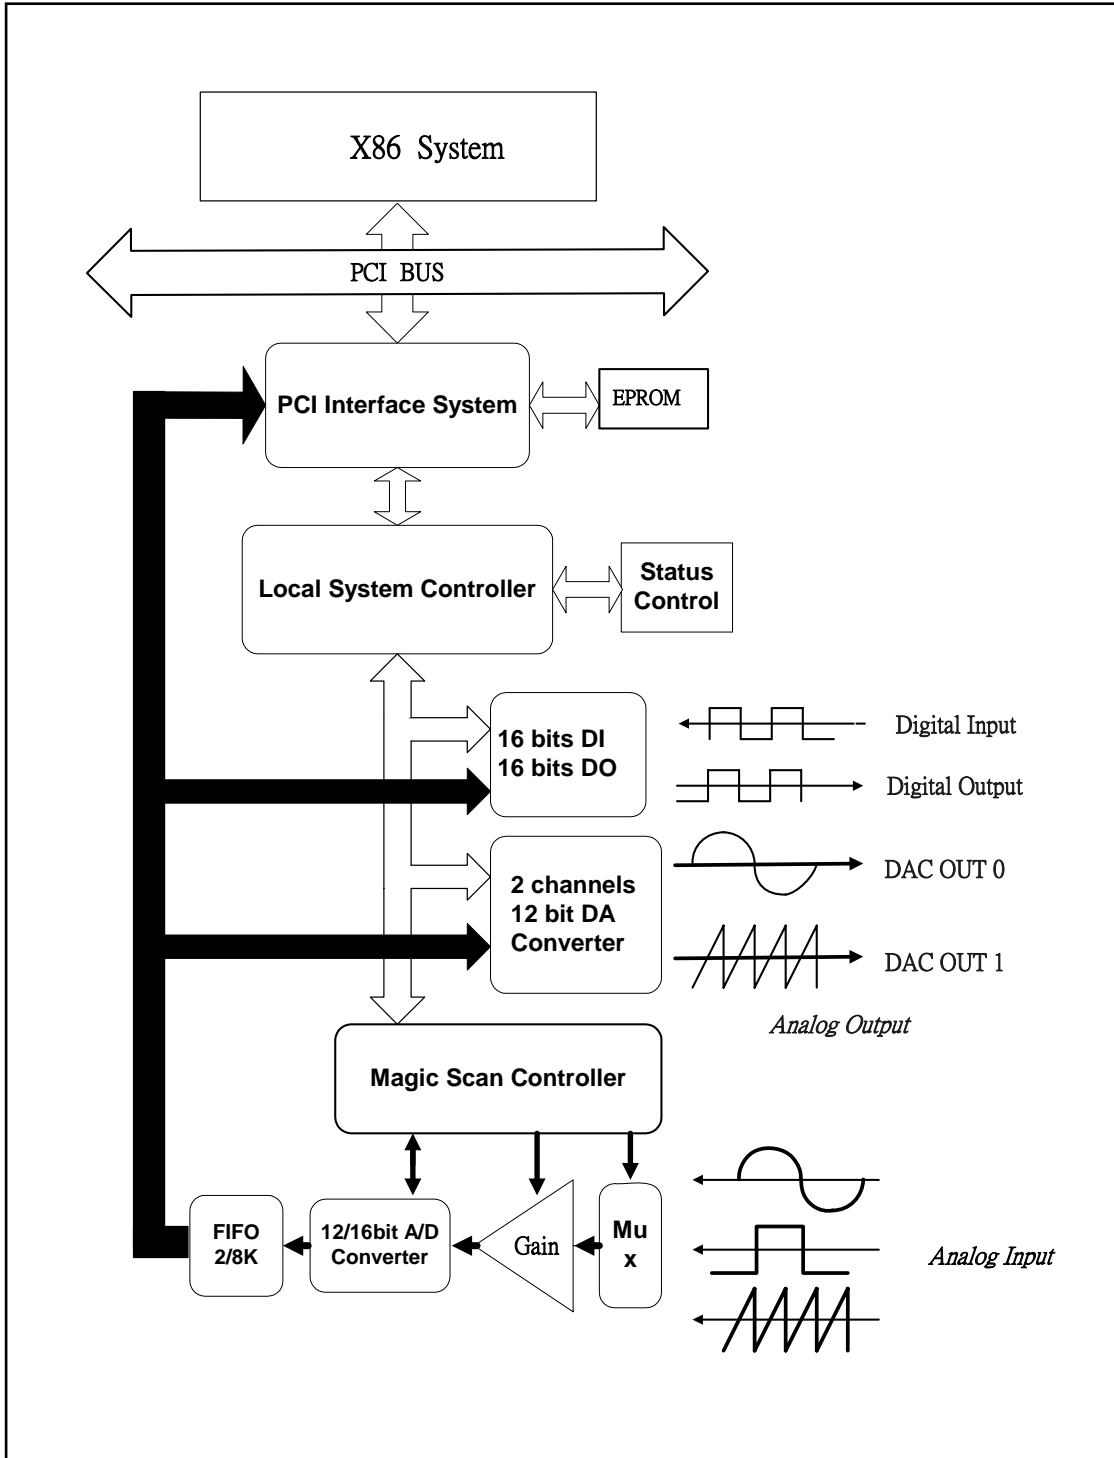 X86 System
PCI BUS
PCI Interface System
EPROM
Local System Controller
Status
Control
16 bits DI
16 bits DO
Digital Input
Digital Output
2 channels
12 bit DA
Converter
DAC OUT 0
DAC OUT 1
Analog Output
Magic Scan Controller
FIFO
2/8K
12/16bit A/D
Converter
Gain
Mu
x
Analog Input